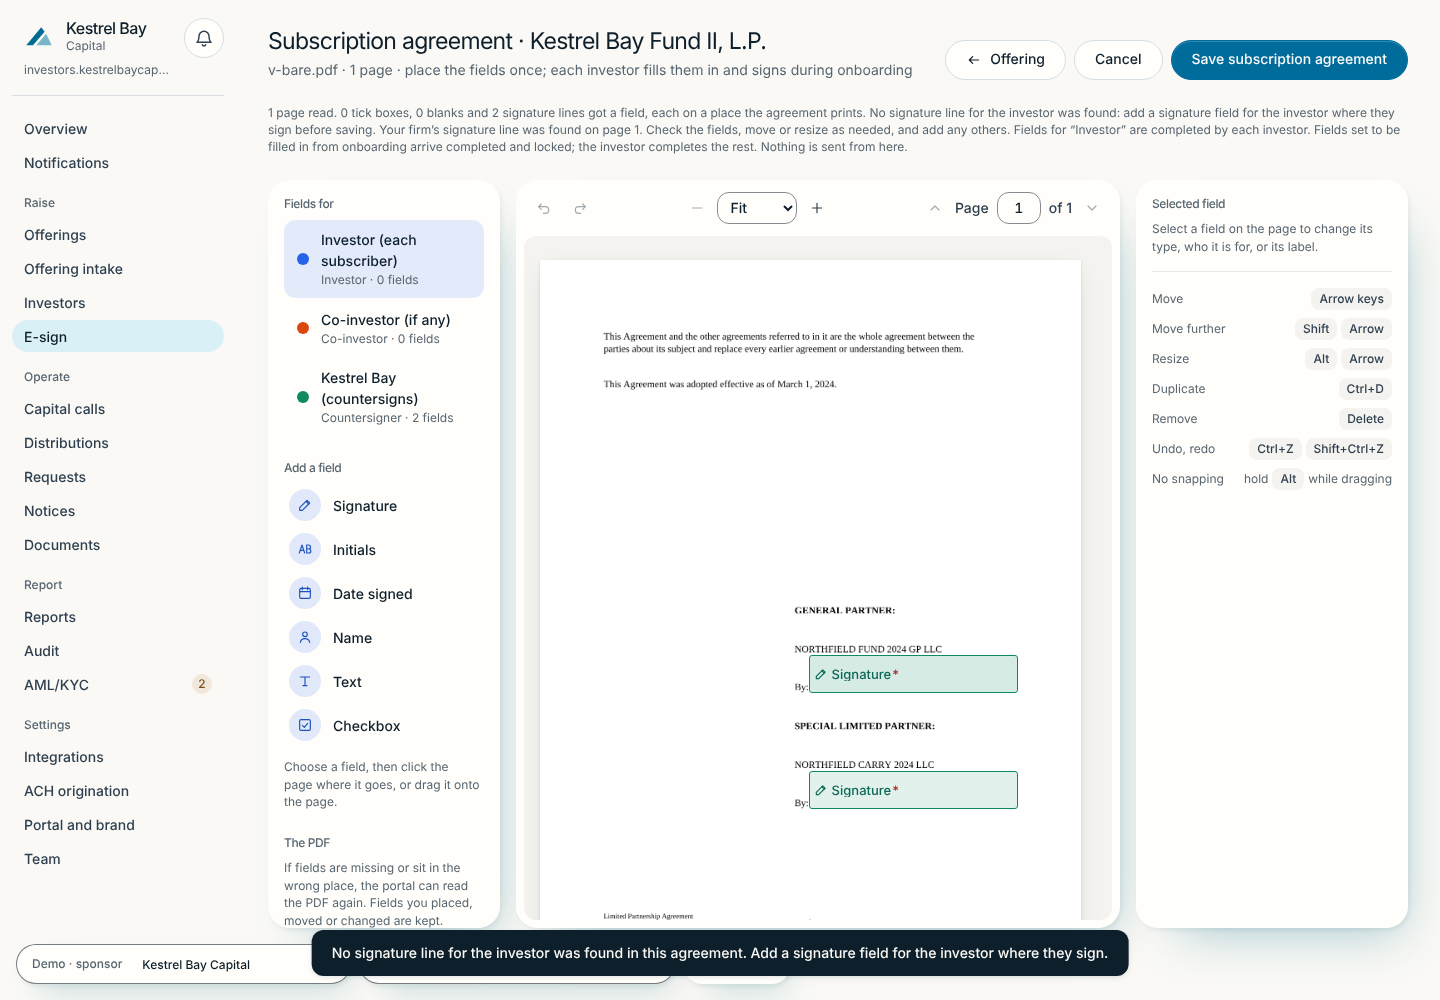 Kestrel Bay
Capital
investors.kestrelbaycap...
Overview
Notifications
Raise
Offerings
Offering intake
Investors
E-sign
Operate
Capital calls
Distributions
Requests
Notices
Documents
Report
Reports
Audit
AML/KYC 2
Settings
Integrations
ACH origination
Portal and brand
Team
Subscription agreement · Kestrel Bay Fund II, L.P.
v-bare.pdf · 1 page · place the fields once; each investor fills them in and signs during onboarding
← Offering
Cancel
Save subscription agreement
1 page read. 0 tick boxes, 0 blanks and 2 signature lines got a field, each on a place the agreement prints. No signature line for the investor was found: add a signature field for the investor where they
sign before saving. Your firm's signature line was found on page 1. Check the fields, move or resize as needed, and add any others. Fields for “Investor” are completed by each investor. Fields set to be
filled in from onboarding arrive completed and locked; the investor completes the rest. Nothing is sent from here.
Fields for
Investor (each
subscriber)
Investor · 0 fields
Co-investor (if any)
Co-investor · 0 fields
Kestrel Bay
(countersigns)
Countersigner · 2 fields
Add a field
Signature
AB Initials
Date signed
Name
Text
Checkbox
Choose a field, then click the
page where it goes, or drag it onto
the page.
The PDF
If fields are missing or sit in the
wrong place, the portal can read
the PDF again. Fields you placed,
moved or changed are kept.
Fit
Page 1 of 1
This Agreement and the other agreements referred to in it are the whole agreement between the
parties about its subject and replace every earlier agreement or understanding between them.
This Agreement was adopted effective as of March 1, 2024.
GENERAL PARTNER:
NORTHFIELD FUND 2024 GP LLC
By: Signature*
SPECIAL LIMITED PARTNER:
NORTHFIELD CARRY 2024 LLC
By: Signature*
Limited Partnership Agreement
Selected field
Select a field on the page to change its
type, who it is for, or its label.
Move Arrow keys
Move further Shift Arrow
Resize Alt Arrow
Duplicate Ctrl+D
Remove Delete
Undo, redo Ctrl+Z Shift+Ctrl+Z
No snapping hold Alt while dragging
Demo · sponsor Kestrel Bay Capital
No signature line for the investor was found in this agreement. Add a signature field for the investor where they sign.